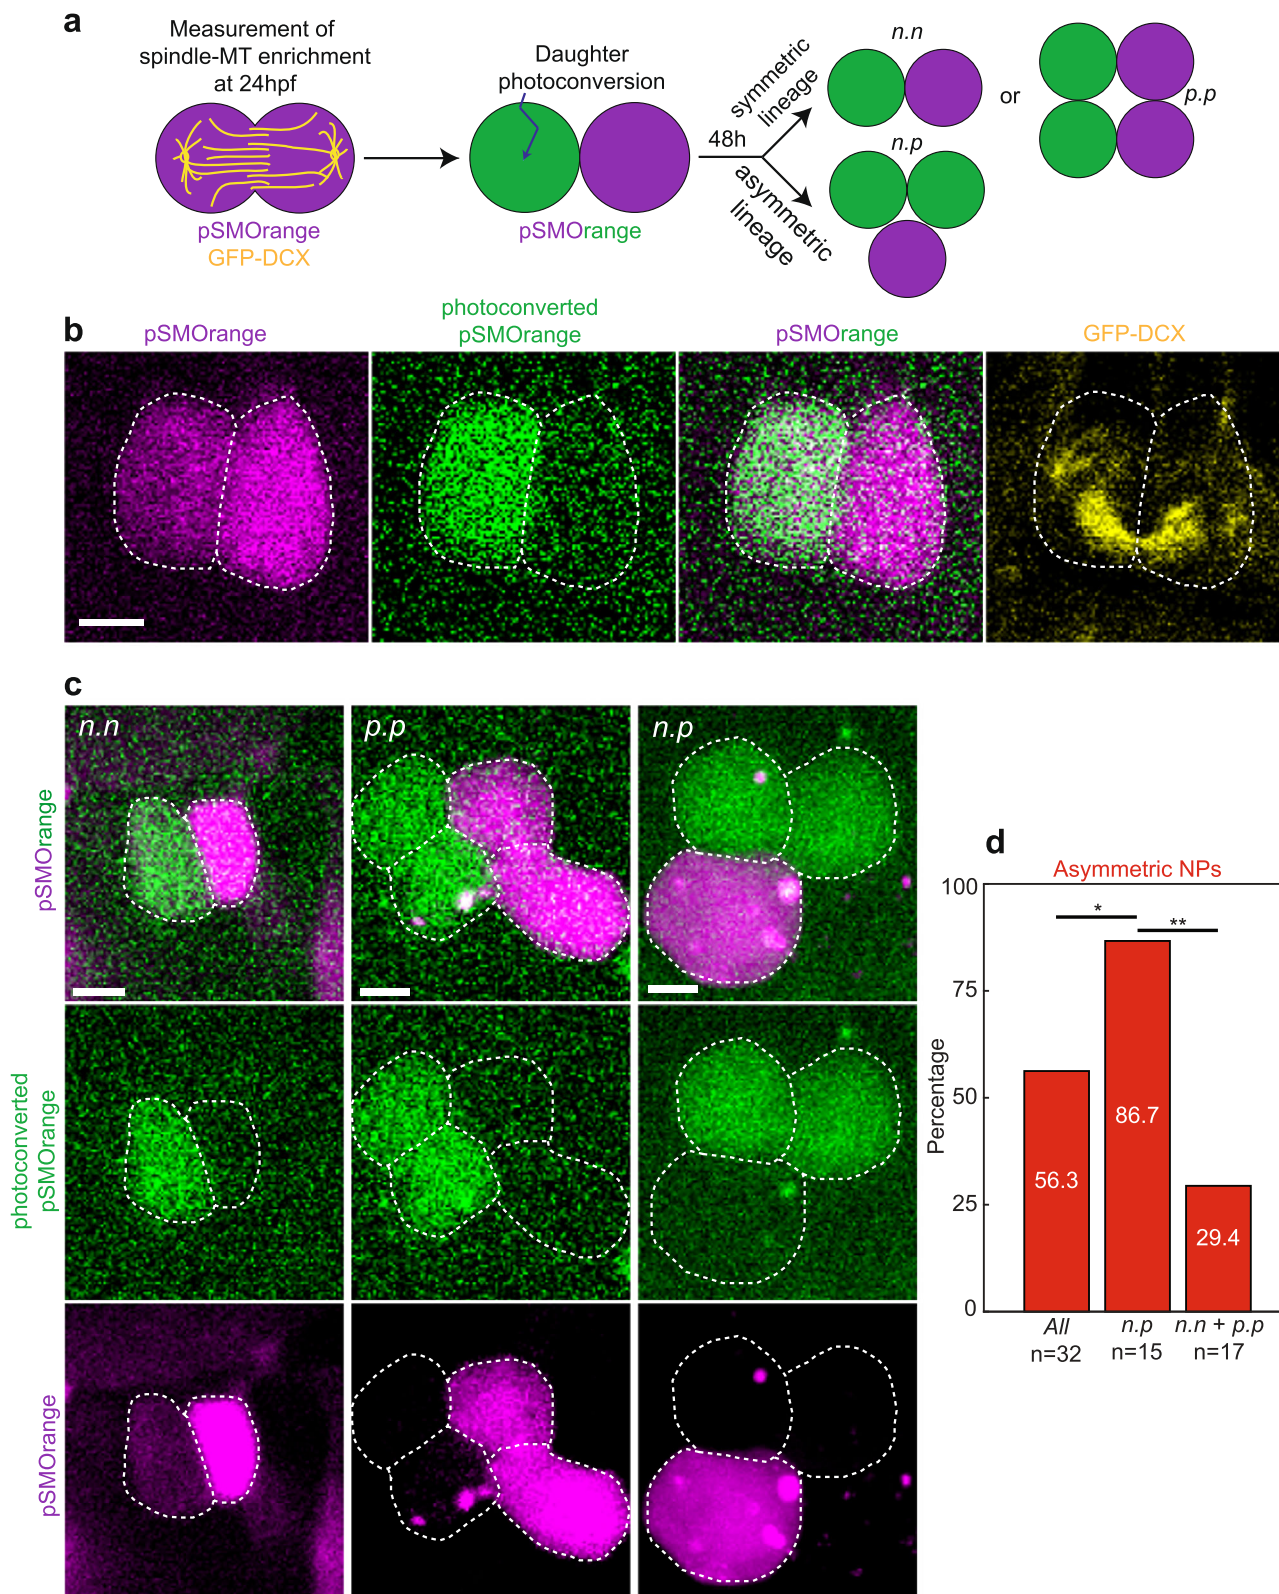 a
Measurement of
spindle-MT enrichment
at 24hpf
pSMOrange
GFP-DCX
Daughter
photoconversion
pSMOrange
48h
symmetric
lineage
asymmetric
lineage
n.n
or
p.p
n.p
b
pSMOrange
photoconverted
pSMOrange
pSMOrange
GFP-DCX
c
n.n
p.p
n.p
pSMOrange
photoconverted
pSMOrange
pSMOrange
d
Asymmetric NPs
Percentage
100
75
50
25
0
*
**
56.3
86.7
29.4
All
n.p
n.n + p.p
n=32
n=15
n=17